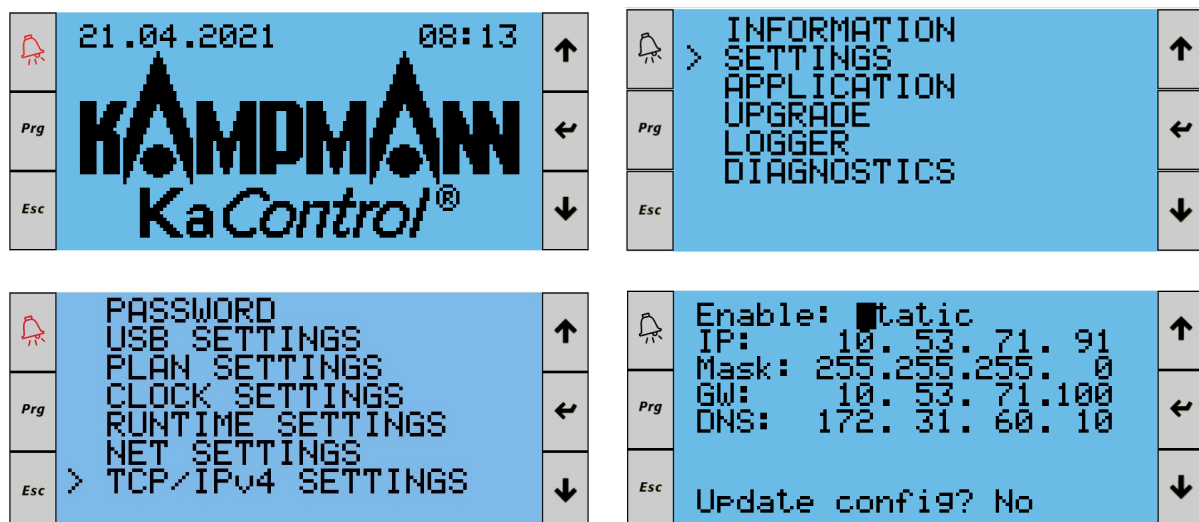 21.04.2021 08:13
KAMPMANN
KaControl®
Prg
Esc
INFORMATION
> SETTINGS
APPLICATION
UPGRADE
LOGGER
DIAGNOSTICS
Prg
Esc
PASSWORD
USB SETTINGS
PLAN SETTINGS
CLOCK SETTINGS
RUNTIME SETTINGS
NET SETTINGS
> TCP/IPv4 SETTINGS
Prg
Esc
Enable: tatic
IP: 10. 53. 71. 91
Mask: 255.255.255. 0
GW: 10. 53. 71.100
DNS: 172. 31. 60. 10
Update config? No
Prg
Esc